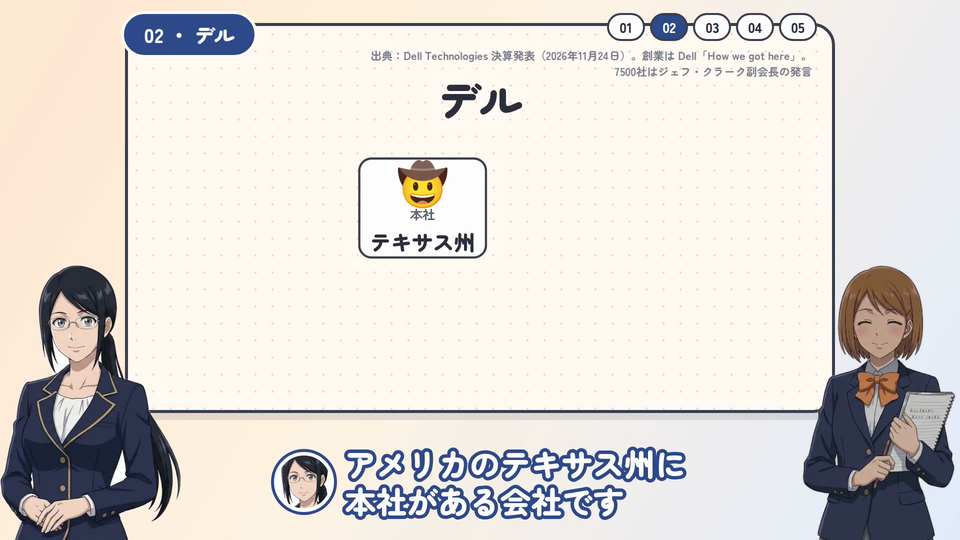 02 ・ デル
01 02 03 04 05
出典：Dell Technologies 決算発表（2026年11月24日）。創業は Dell「How we got here」。
7500社はジェフ・クラーク副会長の発言
デル
本社
テキサス州
アメリカのテキサス州に
本社がある会社です